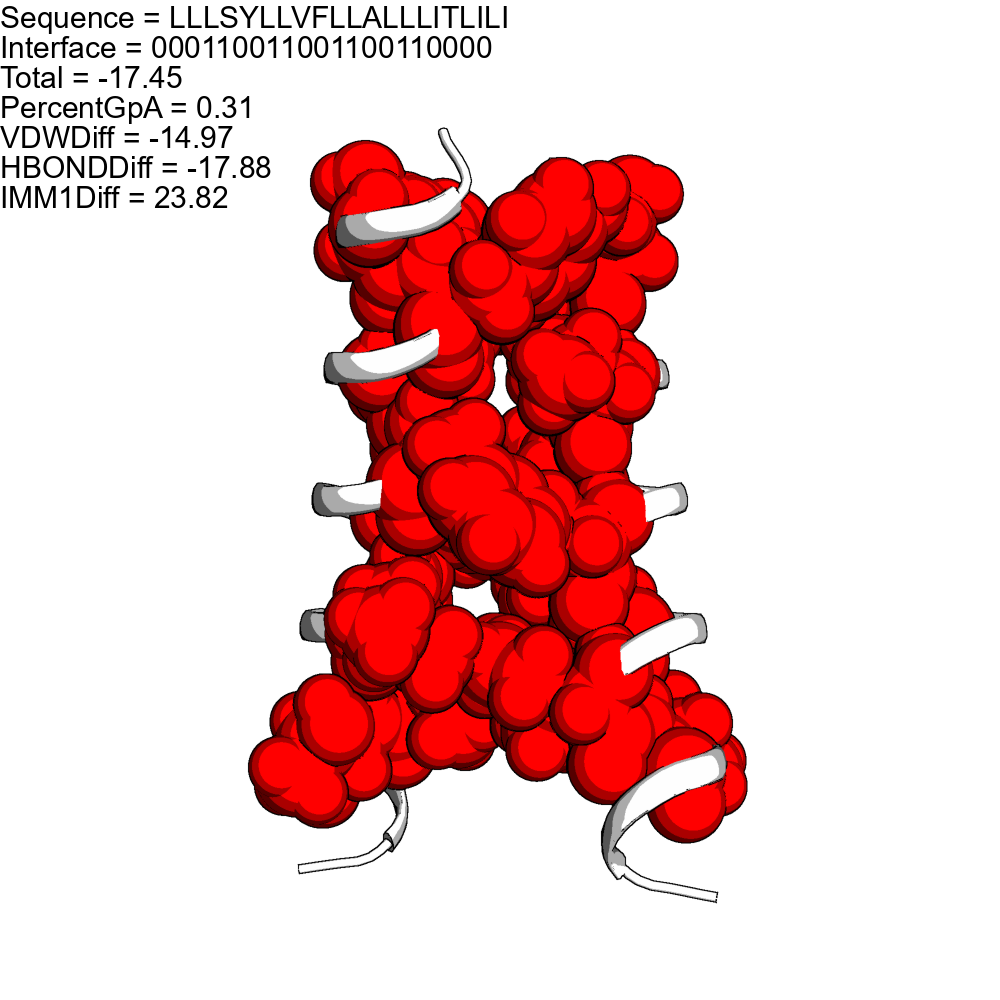 Sequence = LLLSYLLVFLLALLLITLILI
Interface = 000110011001100110000
Total = -17.45
PercentGpA = 0.31
VDWDiff = -14.97
HBONDDiff = -17.88
IMM1Diff = 23.82